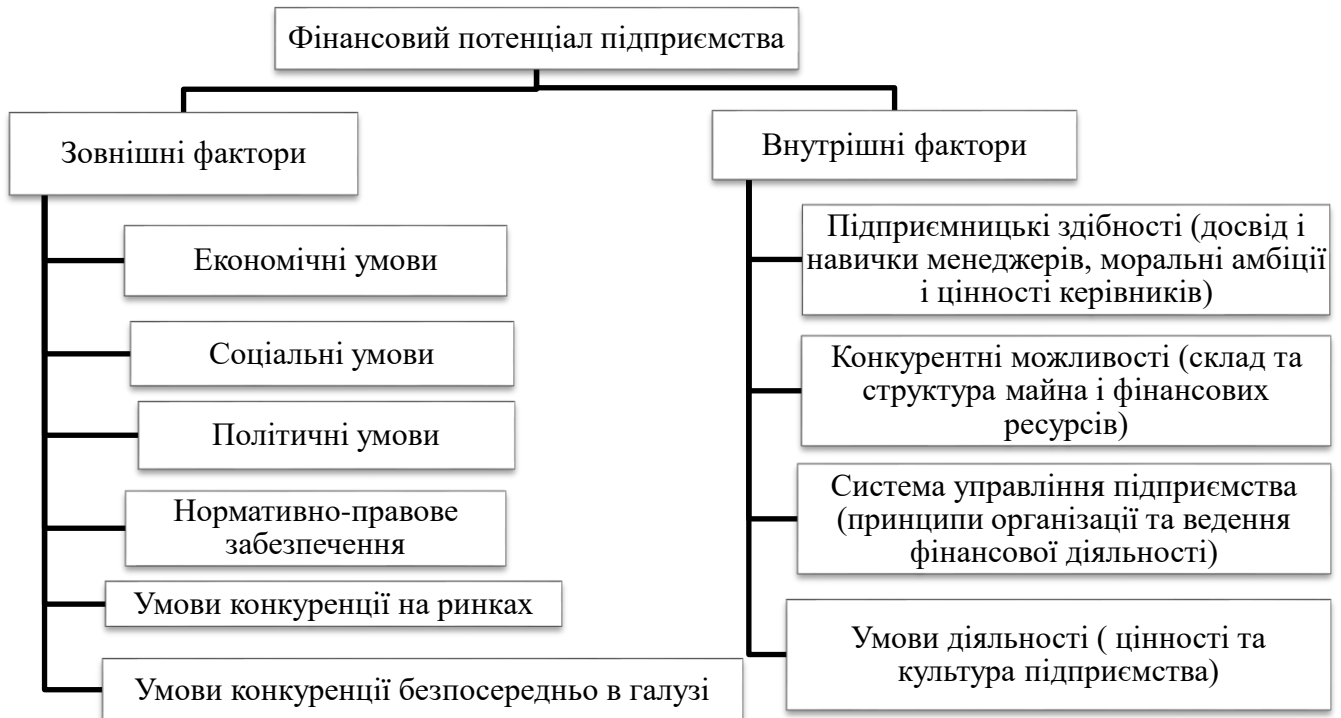 Фінансовий потенціал підприємства
Зовнішні фактори
Економічні умови
Соціальні умови
Політичні умови
Нормативно-правове
забезпечення
Умови конкуренції на ринках
Умови конкуренції безпосередньо в галузі
Внутрішні фактори
Підприємницькі здібності (досвід і
навички менеджерів, моральні амбіції
і цінності керівників)
Конкурентні можливості (склад та
структура майна і фінансових
ресурсів)
Система управління підприємства
(принципи організації та ведення
фінансової діяльності)
Умови діяльності ( цінності та
культура підприємства)